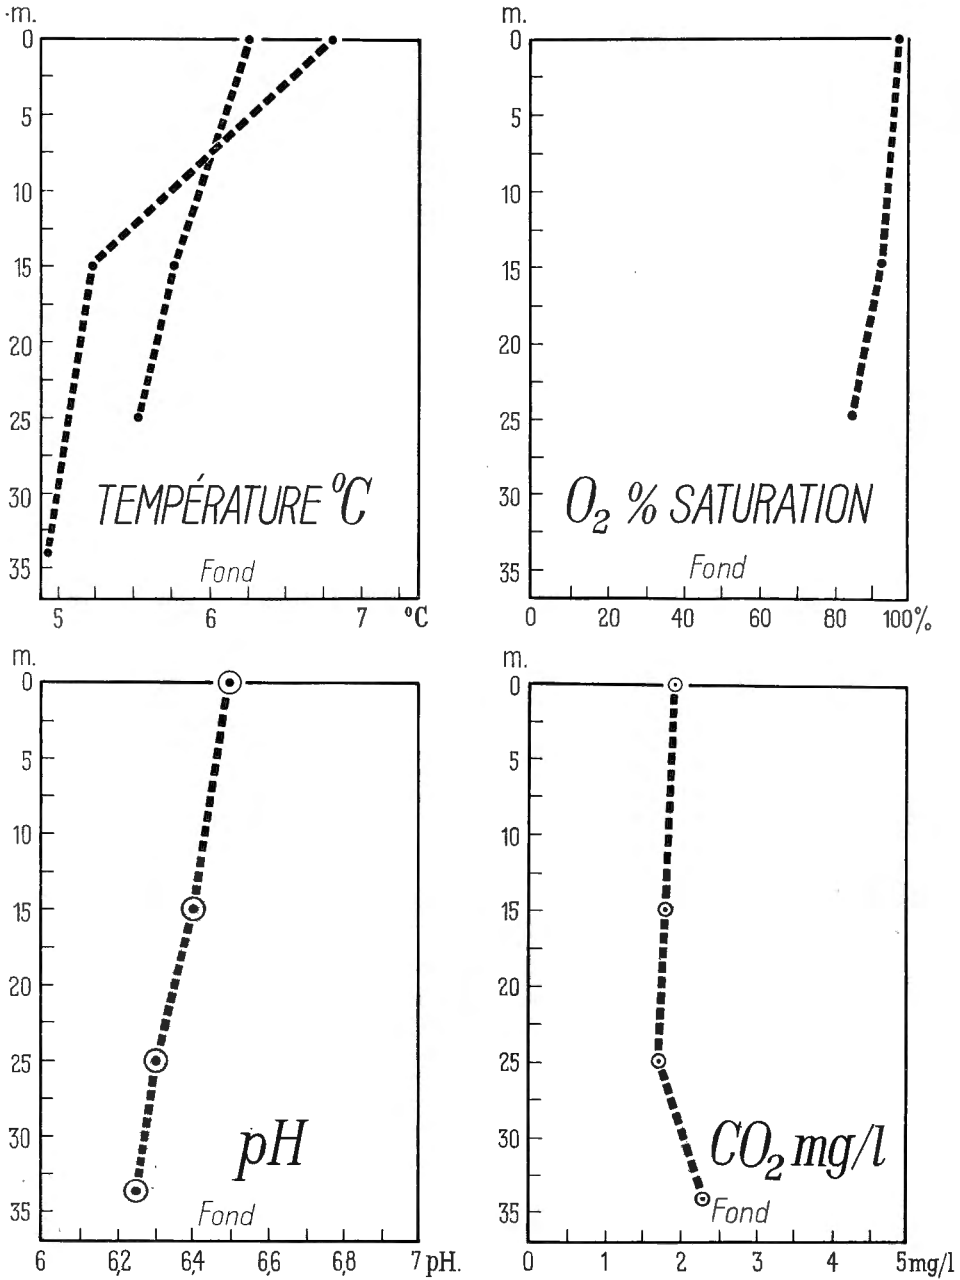 m.
0
5
10
15
20
25
30
35
TEMPÉRATURE °C
Fond
5 6 7 °C
m.
0
5
10
15
20
25
30
35
O₂ % SATURATION
Fond
0 20 40 60 80 100%
m.
0
5
10
15
20
25
30
35
pH
Fond
6 6,2 6,4 6,6 6,8 7 pH.
m.
0
5
10
15
20
25
30
35
CO₂ mg/l
Fond
0 1 2 3 4 5 mg/l